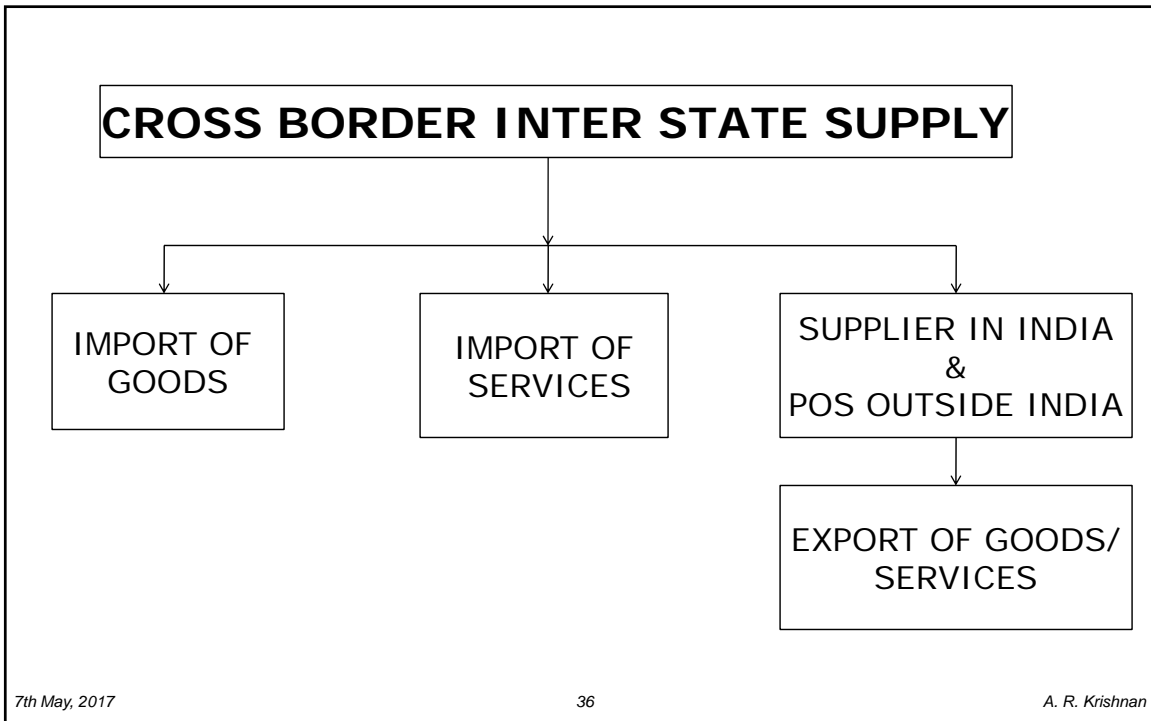 CROSS BORDER INTER STATE SUPPLY
IMPORT OF
GOODS
IMPORT OF
SERVICES
SUPPLIER IN INDIA
&
POS OUTSIDE INDIA
EXPORT OF GOODS/
SERVICES
7th May, 2017
36
A. R. Krishnan